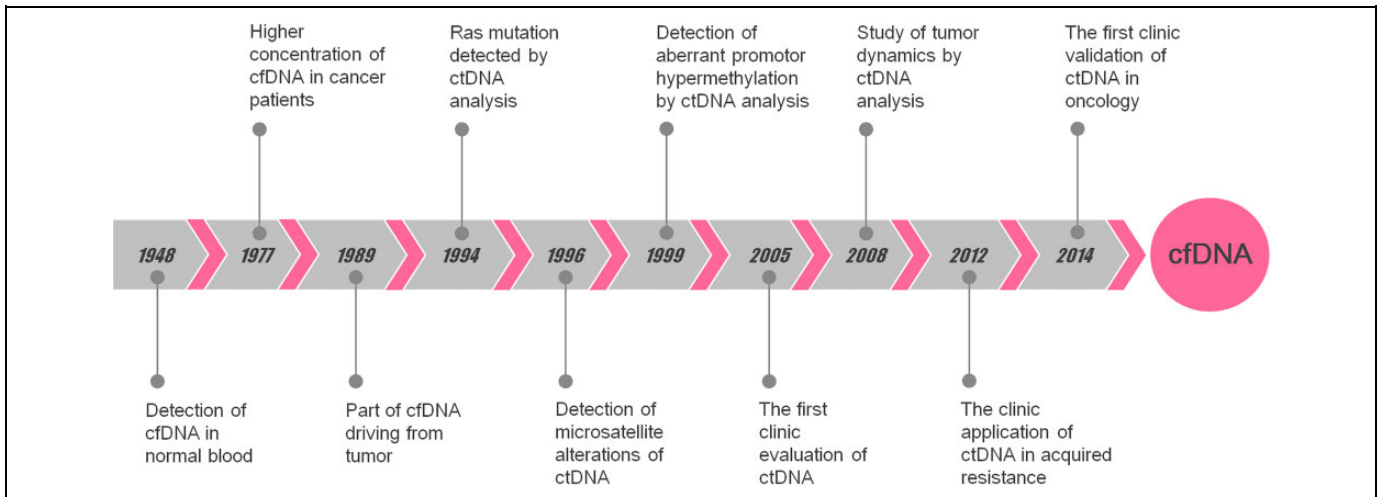 Higher
concentration of
cfDNA in cancer
patients
Ras mutation
detected by
ctDNA
analysis
Detection of
aberrant promotor
hypermethylation
by ctDNA analysis
Study of tumor
dynamics by
ctDNA
analysis
The first clinic
validation of
ctDNA in
oncology
1948
1977
1989
1994
1996
1999
2005
2008
2012
2014
cfDNA
Detection of
cfDNA in
normal blood
Part of cfDNA
driving from
tumor
Detection of
microsatellite
alterations of
ctDNA
The first
clinic
evaluation of
ctDNA
The clinic
application of
ctDNA in acquired
resistance